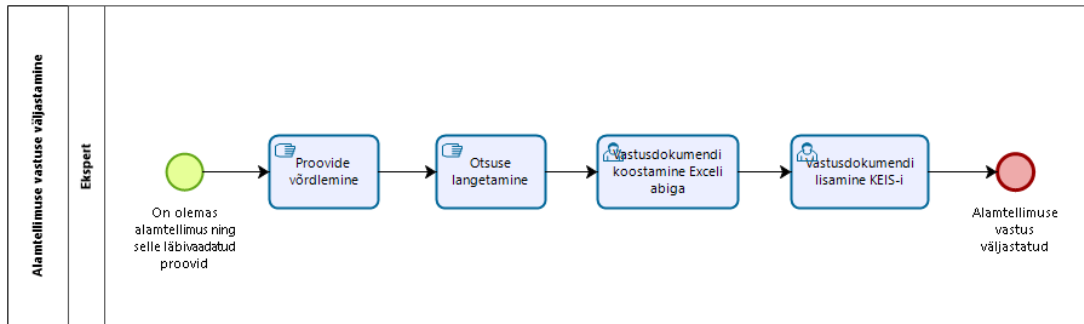 Alamtellimuse vastuse väljastamine
Ekspert
On olemas
alamtellimus ning
selle läbivaadatud
proovid
Proovide
võrdlemine
Otsuse
langetamine
Vastusdokumendi
koostamine Exceli
abiga
Vastusdokumendi
lisamine KEIS-i
Alamtellimuse
vastus
väljastatud